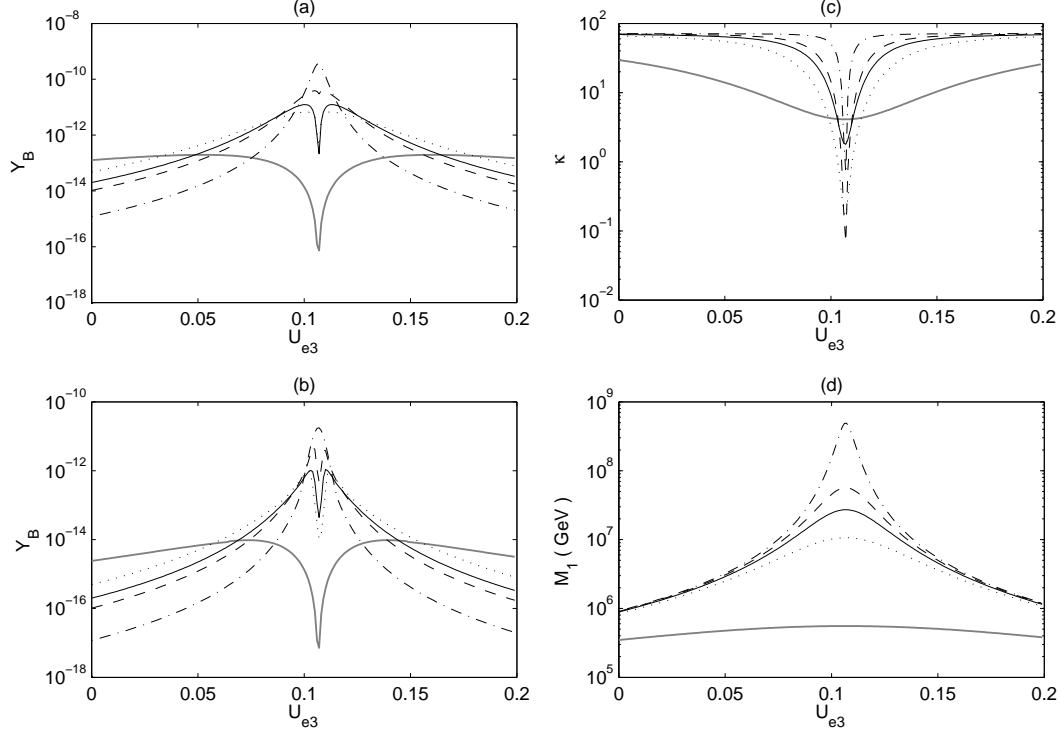 (a)
10^-8
10^-10
10^-12
10^-14
10^-16
10^-18
Y_B
0 0.05 0.1 0.15 0.2
U_e3
(c)
10^2
10^1
10^0
10^-1
10^-2
κ
0 0.05 0.1 0.15 0.2
U_e3
(b)
10^-10
10^-12
10^-14
10^-16
10^-18
Y_B
0 0.05 0.1 0.15 0.2
U_e3
(d)
10^9
10^8
10^7
10^6
10^5
M_1 ( GeV )
0 0.05 0.1 0.15 0.2
U_e3